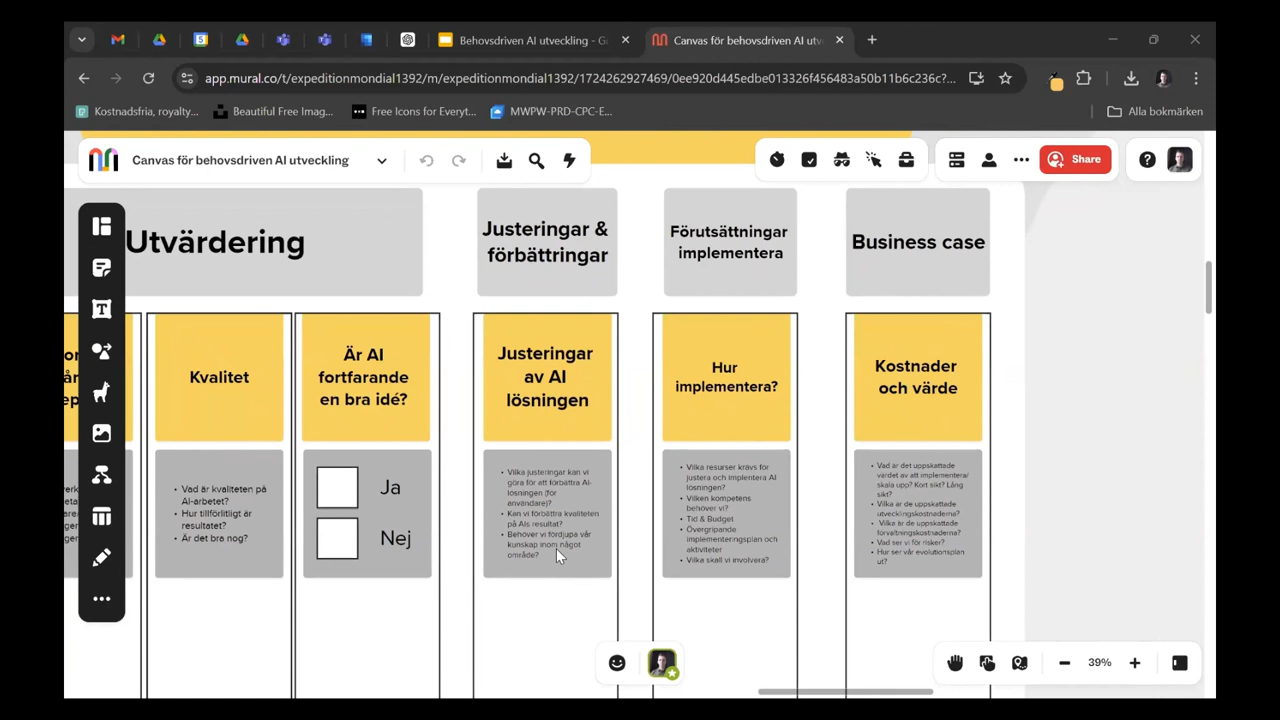 Behovsdriven AI utveckling - G
Canvas för behovsdriven AI utv
app.mural.co/t/expeditionmondial1392/m/expeditionmondial1392/1724262927469/0ee920d445edbe013326f456483a50b11b6c236c?...
Kostnadsfria, royalty...
Beautiful Free Imag...
Free Icons for Everyt...
MWPW-PRD-CPC-E...
Alla bokmärken
Canvas för behovsdriven AI utveckling
Share
Utvärdering
Justeringar &
förbättringar
Förutsättningar
implementera
Business case
Kvalitet
Är AI
fortfarande
en bra idé?
Justeringar
av AI
lösningen
Hur
implementera?
Kostnader
och värde
• Vad är kvaliteten på
AI-arbetet?
• Hur tillförlitligt är
resultatet?
• Är det bra nog?
Ja
Nej
• Vilka justeringar kan vi
göra för att förbättra AI-
lösningen (för
användare)?
• Kan vi förbättra kvaliteten
på AIs resultat?
• Behöver vi fördjupa vår
kunskap inom något
område?
• Vilka resurser krävs för
justera och implentera AI
lösningen?
• Vilken kompetens
behöver vi?
• Tid & Budget
• Övergripande
implementeringsplan och
aktiviteter
• Vilka skall vi involvera?
• Vad är det uppskattade
värdet av att implementera/
skala upp? Kort sikt? Lång
sikt?
• Vilka är de uppskattade
utvecklingskostnaderna?
• Vilka är de uppskattade
förvaltningskostnaderna?
• Vad ser vi för risker?
• Hur ser vår evolutionsplan
ut?
39%